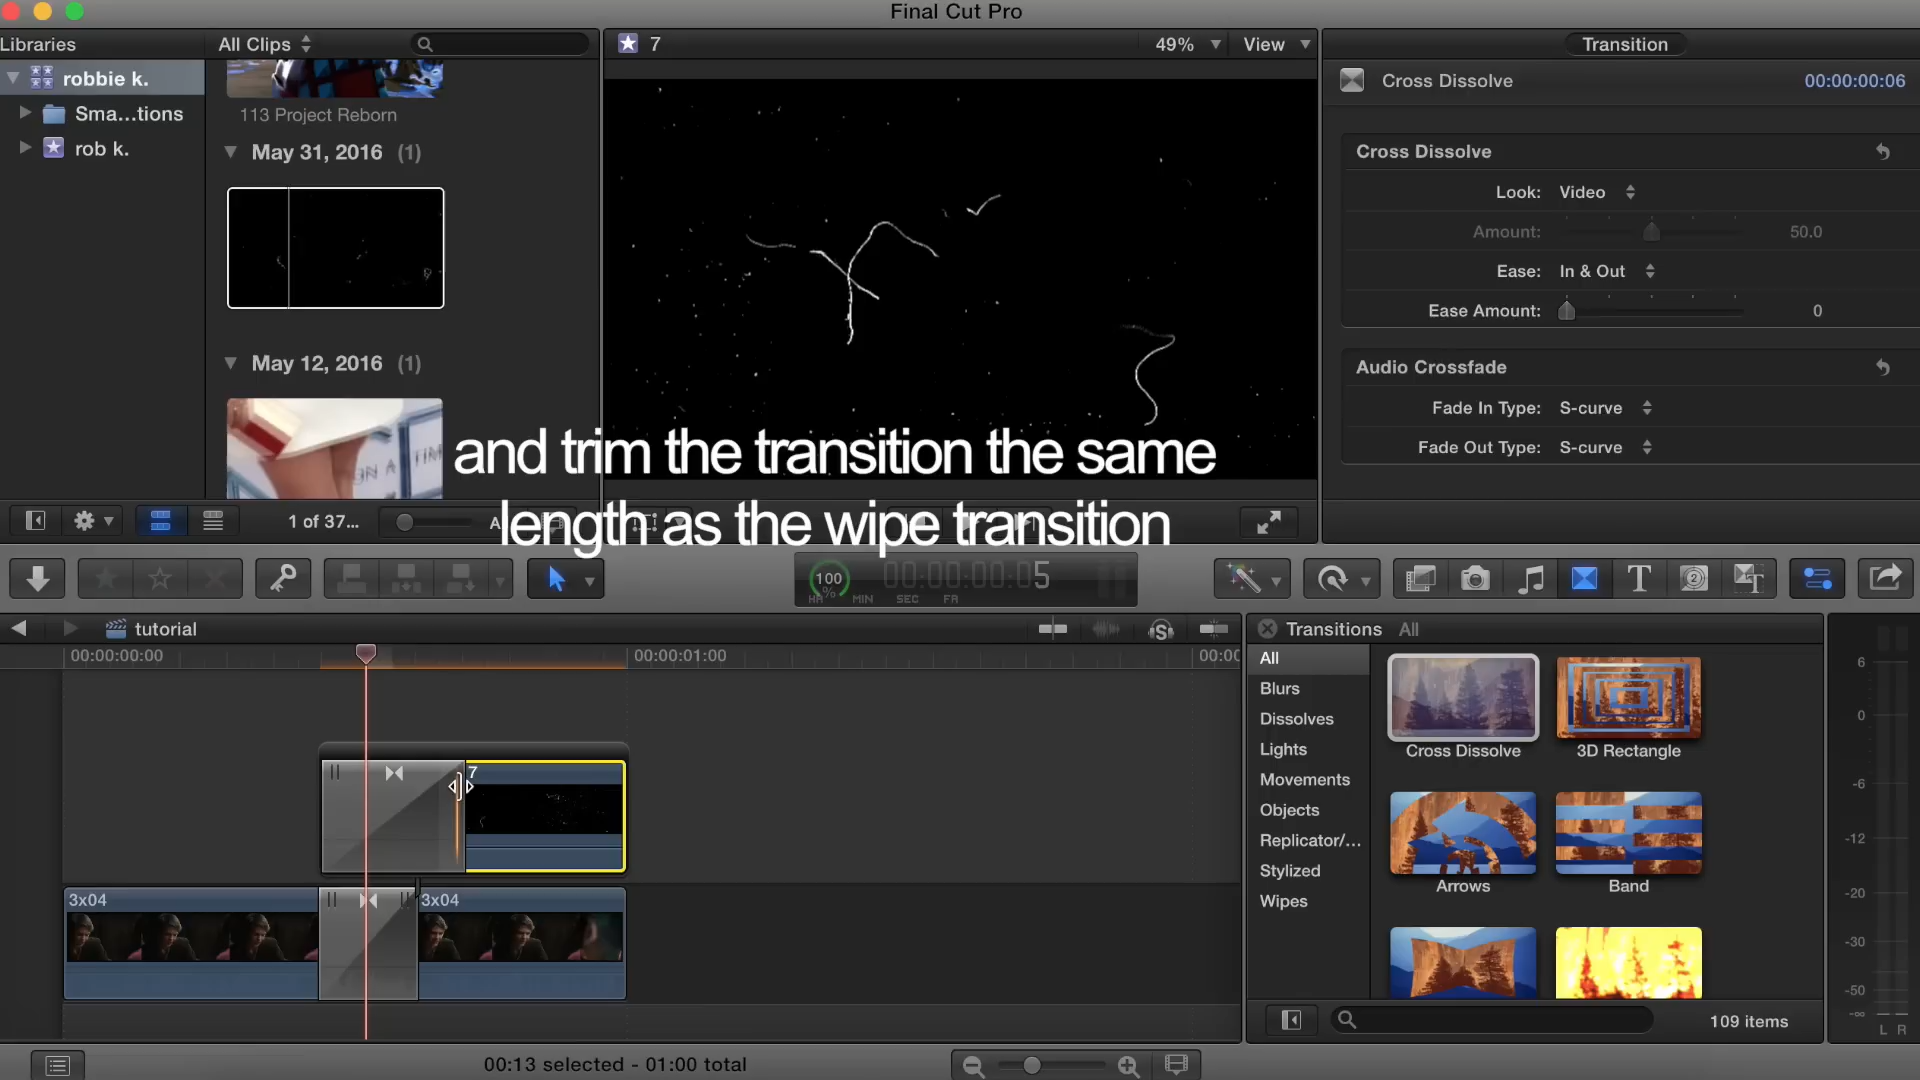 Final Cut Pro
Libraries
All Clips
7
49%
View
Transition
robbie k.
Sma...tions
rob k.
113 Project Reborn
May 31, 2016 (1)
May 12, 2016 (1)
Cross Dissolve
00:00:00:06
Cross Dissolve
Look: Video
Amount: 50.0
Ease: In & Out
Ease Amount: 0
Audio Crossfade
Fade In Type: S-curve
Fade Out Type: S-curve
and trim the transition the same
length as the wipe transition
1 of 37...
100
%
00:00:00:05
HR MIN SEC FR
tutorial
00:00:00:00
00:00:01:00
00:00
7
3x04
3x04
Transitions All
All
Blurs
Dissolves
Lights
Movements
Objects
Replicator/...
Stylized
Wipes
Cross Dissolve
3D Rectangle
Arrows
Band
109 items
6
0
-6
-12
-20
-30
-50
-∞
L R
00:13 selected - 01:00 total